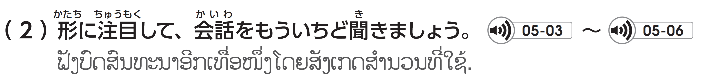 (2) 形に注目して、会話をもういちど聞きましょう。 05-03 ～ 05-06
ຟັງບົດສົນທະນາອີກເທື່ອໜຶ່ງໂດຍສັງເກດສຳນວນທີ່ໃຊ້.